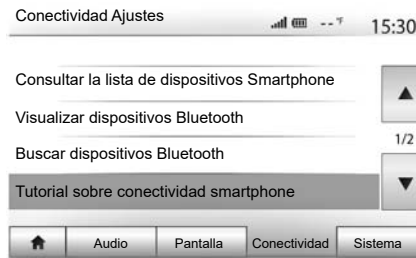 Conectividad Ajustes
-- °F
15:30
Consultar la lista de dispositivos Smartphone
Visualizar dispositivos Bluetooth
1/2
Buscar dispositivos Bluetooth
Tutorial sobre conectividad smartphone
Audio Pantalla Conectividad Sistema